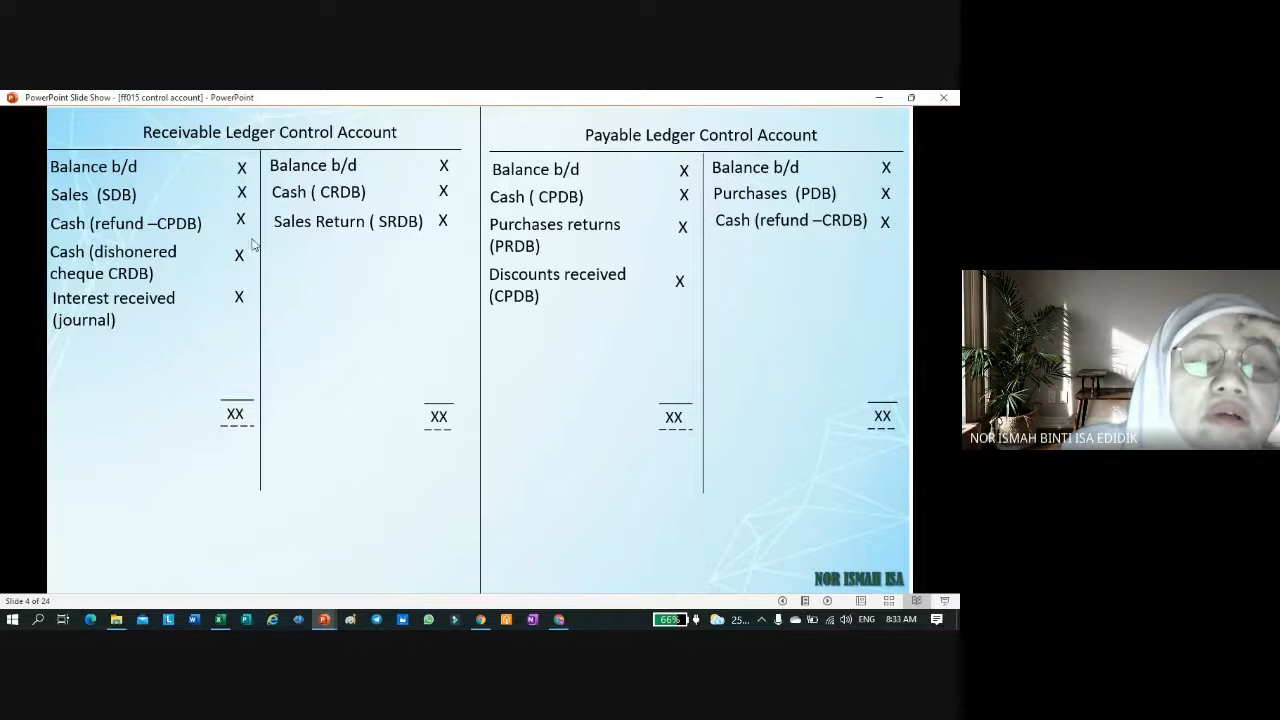 PowerPoint Slide Show - [ff015 control account] - PowerPoint
Receivable Ledger Control Account
Balance b/d X Balance b/d X
Sales (SDB) X Cash ( CRDB) X
Cash (refund –CPDB) X Sales Return ( SRDB) X
Cash (dishonered
cheque CRDB) X
Interest received X
(journal)
XX XX
Payable Ledger Control Account
Balance b/d X Balance b/d X
Cash ( CPDB) X Purchases (PDB) X
Purchases returns X Cash (refund –CRDB) X
(PRDB)
Discounts received X
(CPDB)
XX XX
NOR ISMAH ISA
NOR ISMAH BINTI ISA EDIDIK
Slide 4 of 24
66% 25... ENG 8:33 AM